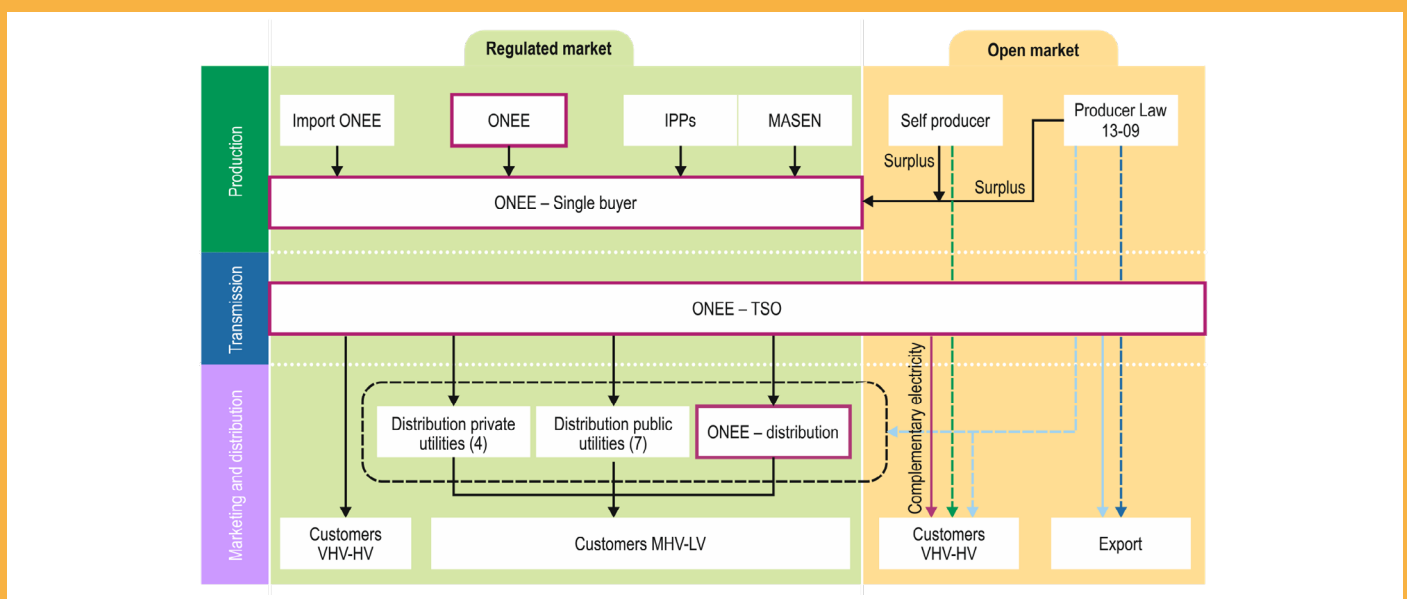 Regulated market
Open market
Production
Import ONEE
ONEE
IPPs
MASEN
Self producer
Producer Law
13-09
Surplus
Surplus
ONEE – Single buyer
Transmission
ONEE – TSO
Marketing and distribution
Complementary electricity
Distribution private
utilities (4)
Distribution public
utilities (7)
ONEE – distribution
Customers
VHV-HV
Customers MHV-LV
Customers
VHV-HV
Export